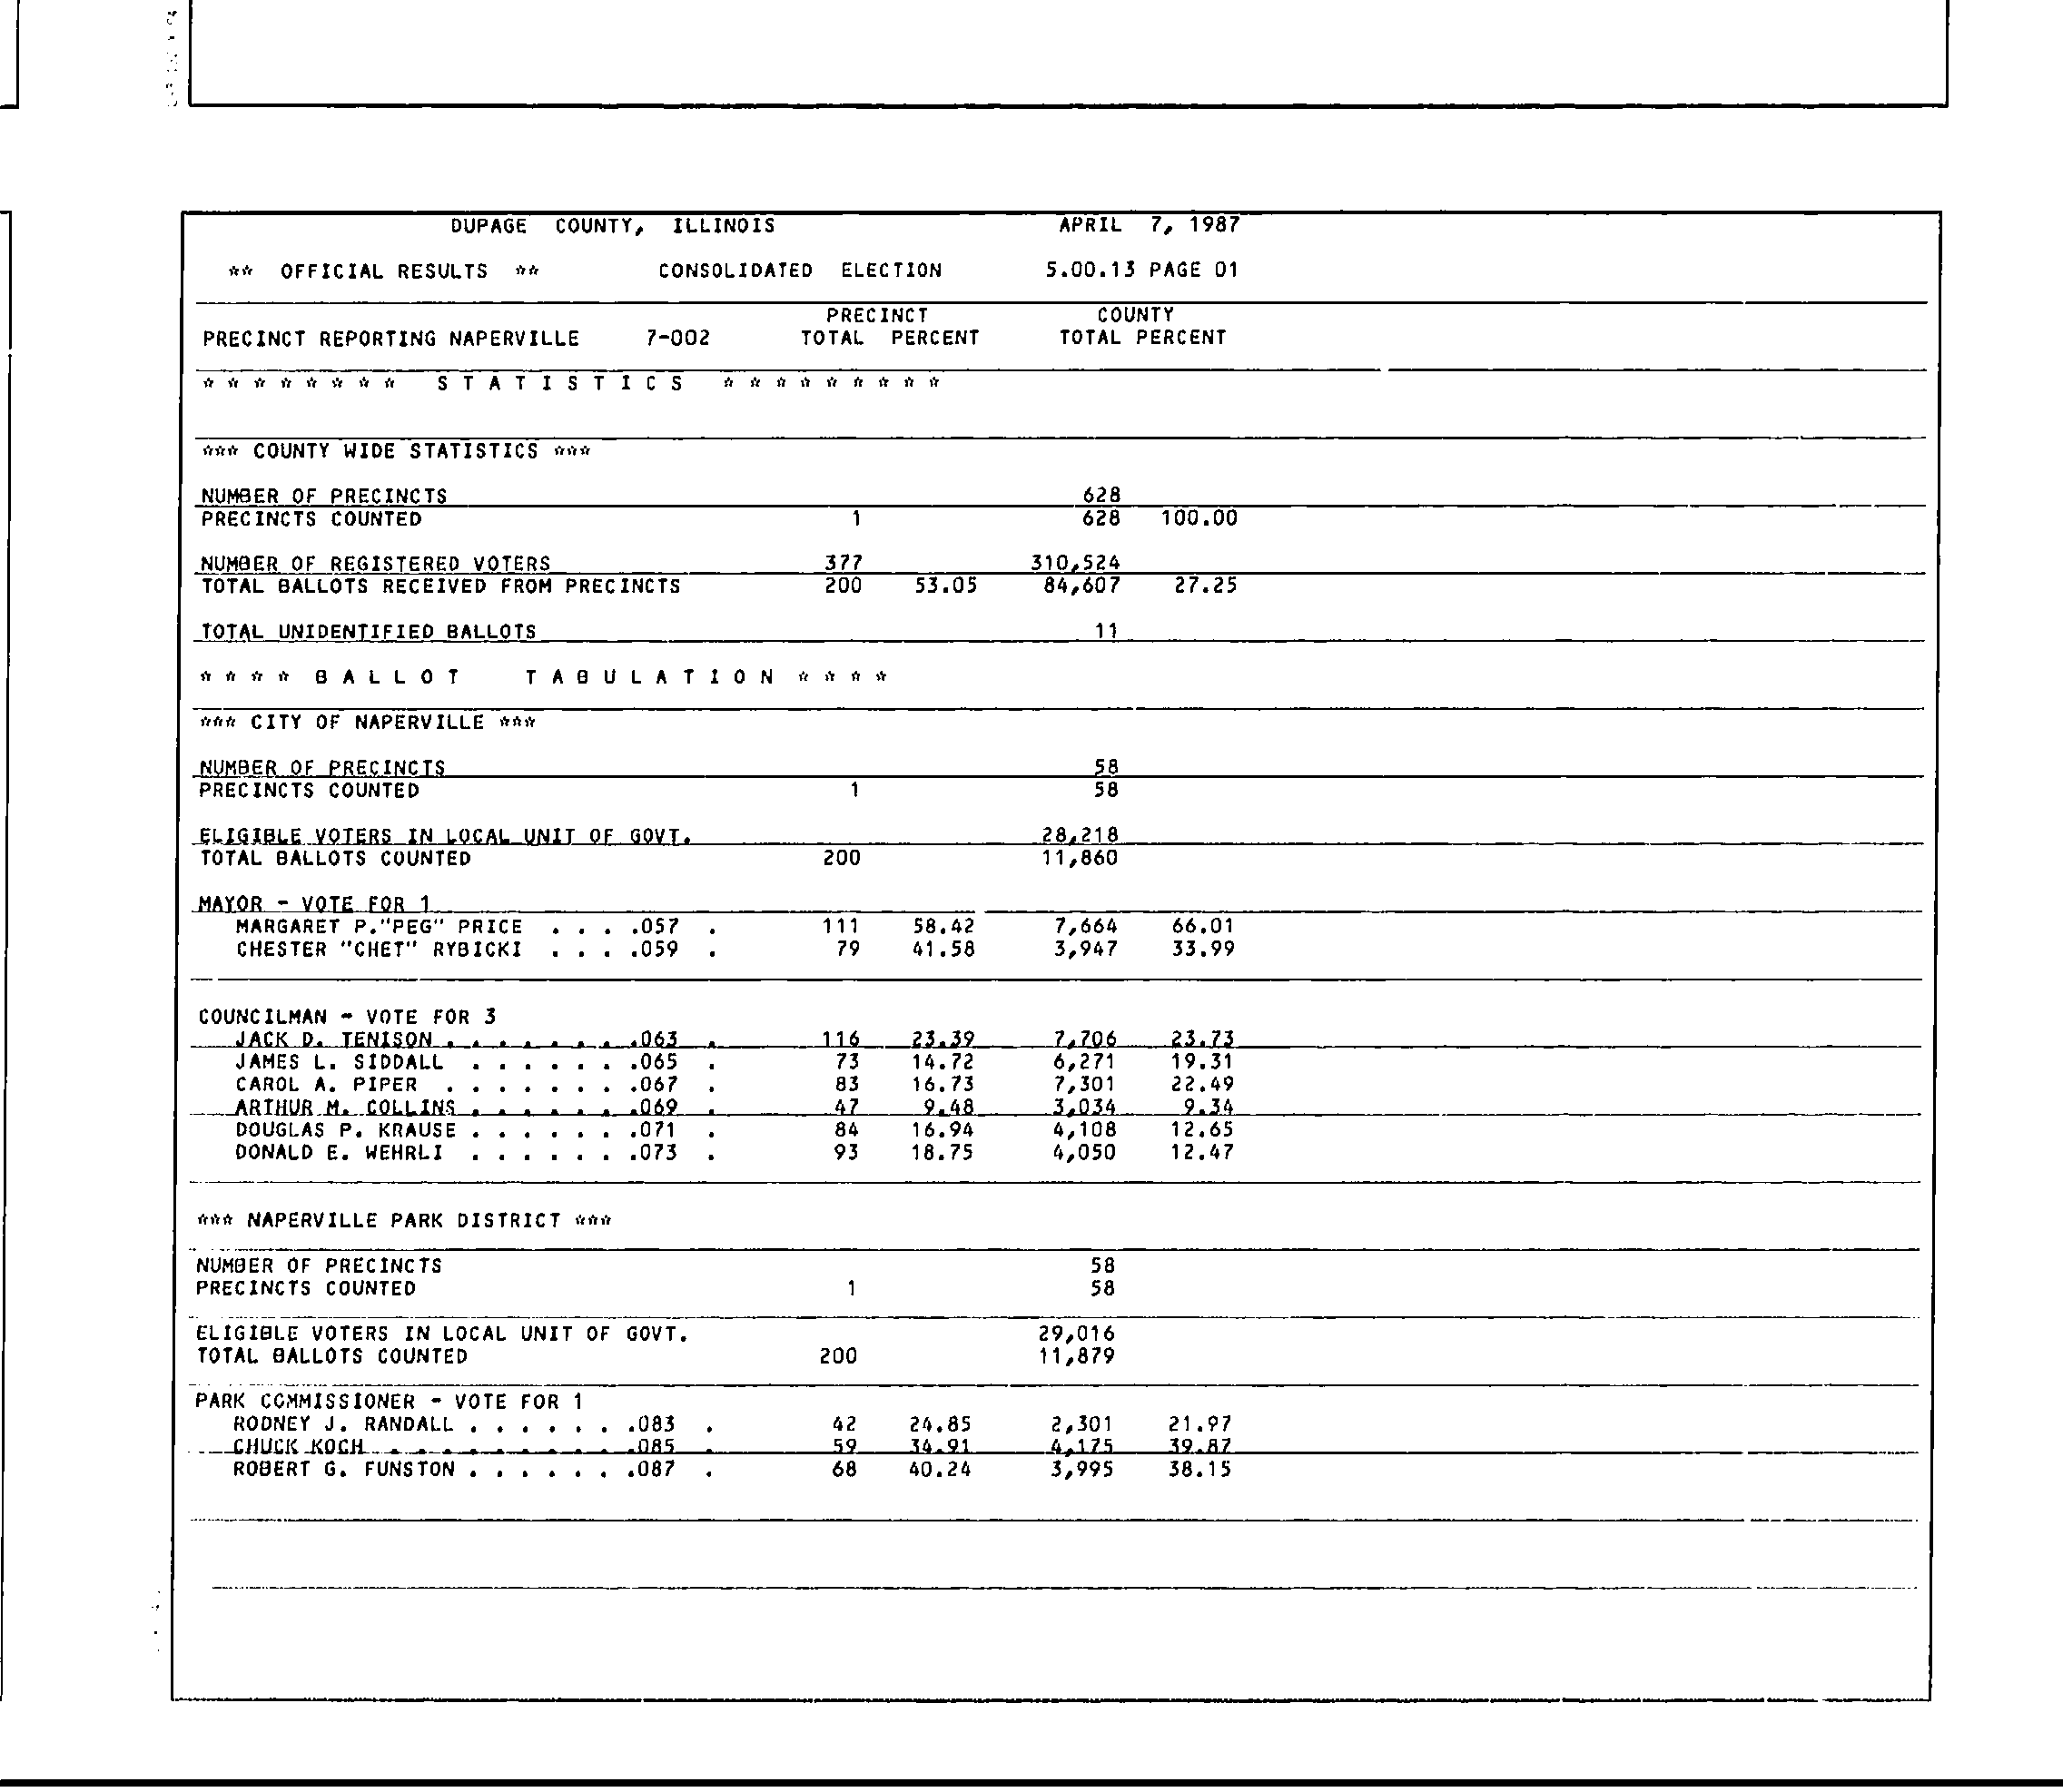 DUPAGE COUNTY, ILLINOIS APRIL 7, 1987
** OFFICIAL RESULTS ** CONSOLIDATED ELECTION 5.00.13 PAGE 01
PRECINCT COUNTY
PRECINCT REPORTING NAPERVILLE 7-002 TOTAL PERCENT TOTAL PERCENT
* * * * * * * * S T A T I S T I C S * * * * * * * * *
*** COUNTY WIDE STATISTICS ***
NUMBER OF PRECINCTS 628
PRECINCTS COUNTED 1 628 100.00
NUMBER OF REGISTERED VOTERS 377 310,524
TOTAL BALLOTS RECEIVED FROM PRECINCTS 200 53.05 84,607 27.25
TOTAL UNIDENTIFIED BALLOTS 11
* * * * B A L L O T T A B U L A T I O N * * * *
*** CITY OF NAPERVILLE ***
NUMBER OF PRECINCTS 58
PRECINCTS COUNTED 1 58
ELIGIBLE VOTERS IN LOCAL UNIT OF GOVT. 28,218
TOTAL BALLOTS COUNTED 200 11,860
MAYOR - VOTE FOR 1
MARGARET P."PEG" PRICE . . . .057 . 111 58.42 7,664 66.01
CHESTER "CHET" RYBICKI . . . .059 . 79 41.58 3,947 33.99
COUNCILMAN - VOTE FOR 3
JACK D. TENISON . . . . . . . .063 . 116 23.39 7,706 23.73
JAMES L. SIDDALL . . . . . . .065 . 73 14.72 6,271 19.31
CAROL A. PIPER . . . . . . . .067 . 83 16.73 7,301 22.49
ARTHUR M. COLLINS . . . . . . .069 . 47 9.48 3,034 9.34
DOUGLAS P. KRAUSE . . . . . . .071 . 84 16.94 4,108 12.65
DONALD E. WEHRLI . . . . . . .073 . 93 18.75 4,050 12.47
*** NAPERVILLE PARK DISTRICT ***
NUMBER OF PRECINCTS 58
PRECINCTS COUNTED 1 58
ELIGIBLE VOTERS IN LOCAL UNIT OF GOVT. 29,016
TOTAL BALLOTS COUNTED 200 11,879
PARK COMMISSIONER - VOTE FOR 1
RODNEY J. RANDALL . . . . . . .083 . 42 24.85 2,301 21.97
CHUCK KOCH . . . . . . . . . .085 . 59 34.91 4,175 39.87
ROBERT G. FUNSTON . . . . . . .087 . 68 40.24 3,995 38.15